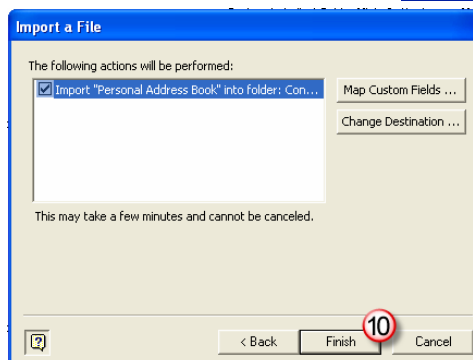 Import a File
The following actions will be performed:
Import "Personal Address Book" into folder: Con...
Map Custom Fields ...
Change Destination ...
This may take a few minutes and cannot be canceled.
10
? < Back Finish Cancel